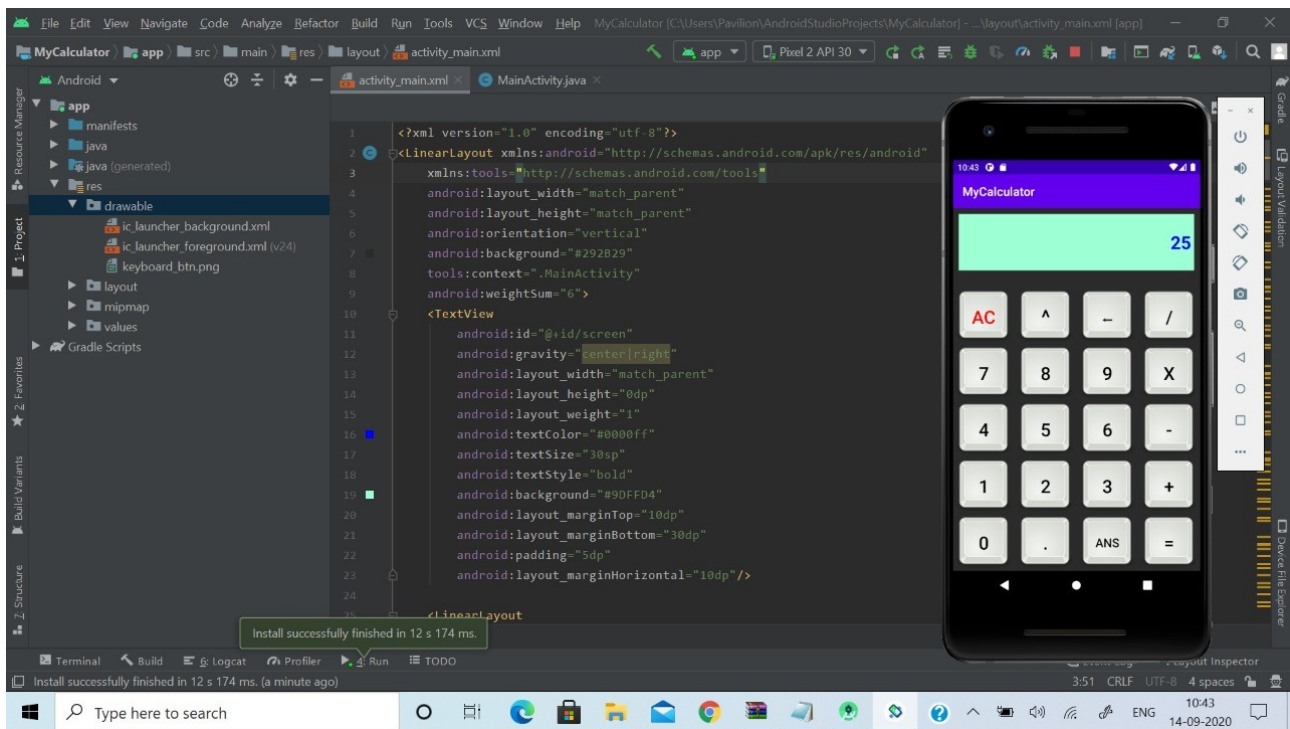 File Edit View Navigate Code Analyze Refactor Build Run Tools VCS Window Help MyCalculator [C:\Users\Pavilion\AndroidStudioProjects\MyCalculator] - ...\layout\activity_main.xml [app]
MyCalculator app src main res layout activity_main.xml app Pixel 2 API 30
Android activity_main.xml MainActivity.java
app
manifests
java
java (generated)
res
drawable
ic_launcher_background.xml
ic_launcher_foreground.xml (v24)
keyboard_btn.png
layout
mipmap
values
Gradle Scripts
Resource Manager
1: Project
2: Favorites
Build Variants
7: Structure
1 <?xml version="1.0" encoding="utf-8"?>
2 <LinearLayout xmlns:android="http://schemas.android.com/apk/res/android"
3 xmlns:tools="http://schemas.android.com/tools"
4 android:layout_width="match_parent"
5 android:layout_height="match_parent"
6 android:orientation="vertical"
7 android:background="#292B29"
8 tools:context=".MainActivity"
9 android:weightSum="6">
10 <TextView
11 android:id="@+id/screen"
12 android:gravity="center|right"
13 android:layout_width="match_parent"
14 android:layout_height="0dp"
15 android:layout_weight="1"
16 android:textColor="#0000ff"
17 android:textSize="30sp"
18 android:textStyle="bold"
19 android:background="#9DFFD4"
20 android:layout_marginTop="10dp"
21 android:layout_marginBottom="30dp"
22 android:padding="5dp"
23 android:layout_marginHorizontal="10dp"/>
24
25 <LinearLayout
10:43
MyCalculator
25
AC ^ ← /
7 8 9 X
4 5 6 -
1 2 3 +
0 . ANS =
Gradle
Layout Validation
Device File Explorer
Install successfully finished in 12 s 174 ms.
Terminal Build 6: Logcat Profiler 4: Run TODO Layout Inspector
Install successfully finished in 12 s 174 ms. (a minute ago) 3:51 CRLF UTF-8 4 spaces
Type here to search ENG 10:43
14-09-2020